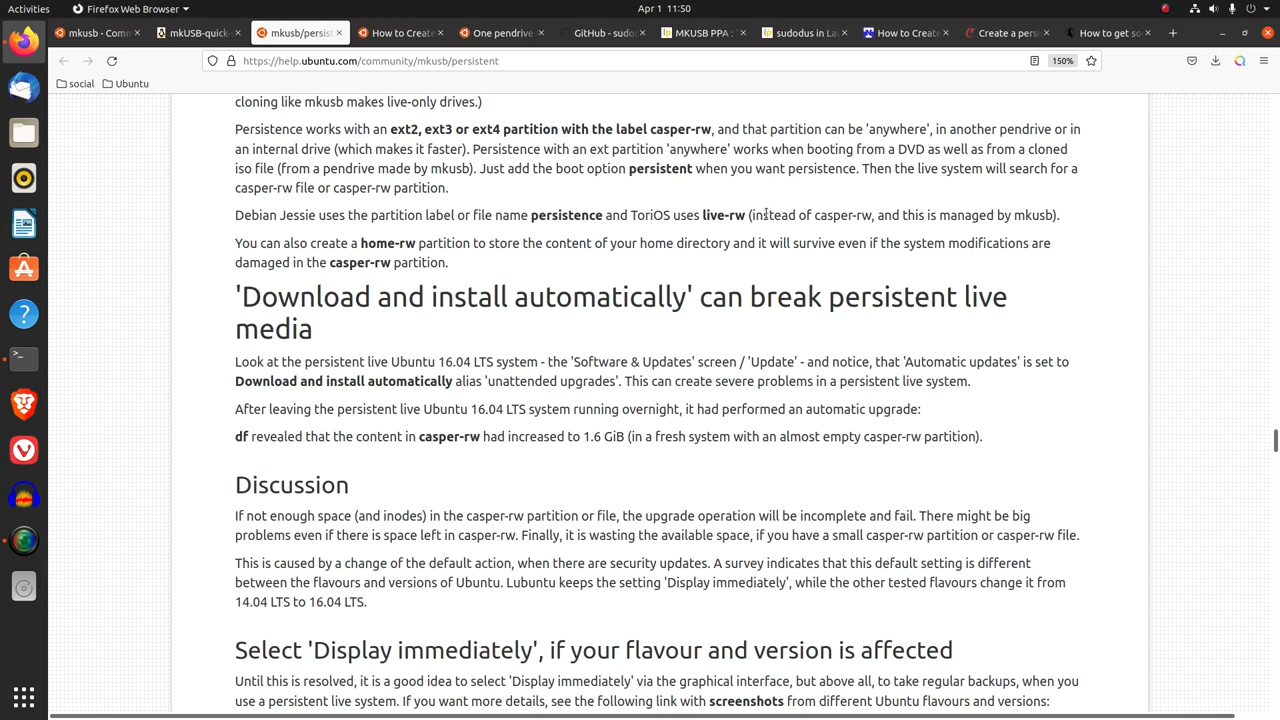 Activities
Firefox Web Browser
Apr 1 11:50
mkusb - Comm
mkUSB-quick-
mkusb/persist
How to Create
One pendrive
GitHub - sudo
MKUSB PPA :
sudodus in La
How to Create
Create a persi
How to get so
https://help.ubuntu.com/community/mkusb/persistent
150%
social
Ubuntu
cloning like mkusb makes live-only drives.)
Persistence works with an ext2, ext3 or ext4 partition with the label casper-rw, and that partition can be 'anywhere', in another pendrive or in
an internal drive (which makes it faster). Persistence with an ext partition 'anywhere' works when booting from a DVD as well as from a cloned
iso file (from a pendrive made by mkusb). Just add the boot option persistent when you want persistence. Then the live system will search for a
casper-rw file or casper-rw partition.
Debian Jessie uses the partition label or file name persistence and ToriOS uses live-rw (instead of casper-rw, and this is managed by mkusb).
You can also create a home-rw partition to store the content of your home directory and it will survive even if the system modifications are
damaged in the casper-rw partition.
'Download and install automatically' can break persistent live
media
Look at the persistent live Ubuntu 16.04 LTS system - the 'Software & Updates' screen / 'Update' - and notice, that 'Automatic updates' is set to
Download and install automatically alias 'unattended upgrades'. This can create severe problems in a persistent live system.
After leaving the persistent live Ubuntu 16.04 LTS system running overnight, it had performed an automatic upgrade:
df revealed that the content in casper-rw had increased to 1.6 GiB (in a fresh system with an almost empty casper-rw partition).
Discussion
If not enough space (and inodes) in the casper-rw partition or file, the upgrade operation will be incomplete and fail. There might be big
problems even if there is space left in casper-rw. Finally, it is wasting the available space, if you have a small casper-rw partition or casper-rw file.
This is caused by a change of the default action, when there are security updates. A survey indicates that this default setting is different
between the flavours and versions of Ubuntu. Lubuntu keeps the setting 'Display immediately', while the other tested flavours change it from
14.04 LTS to 16.04 LTS.
Select 'Display immediately', if your flavour and version is affected
Until this is resolved, it is a good idea to select 'Display immediately' via the graphical interface, but above all, to take regular backups, when you
use a persistent live system. If you want more details, see the following link with screenshots from different Ubuntu flavours and versions: